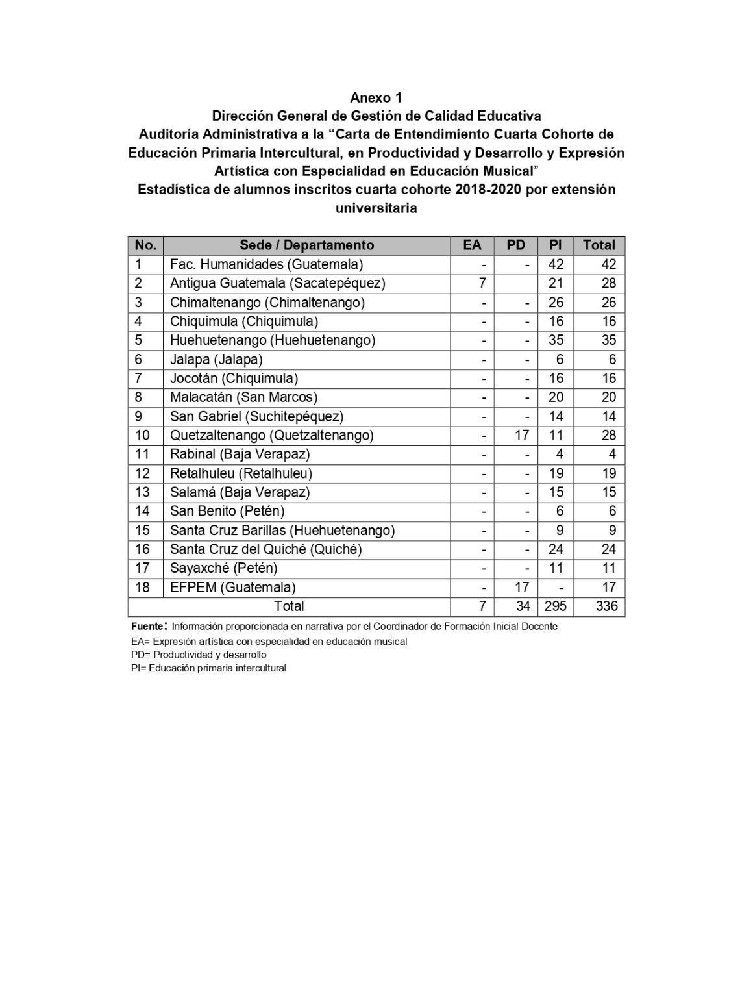 Anexo 1
Dirección General de Gestión de Calidad Educativa
Auditoría Administrativa a la “Carta de Entendimiento Cuarta Cohorte de
Educación Primaria Intercultural, en Productividad y Desarrollo y Expresión
Artística con Especialidad en Educación Musical”
Estadística de alumnos inscritos cuarta cohorte 2018-2020 por extensión
universitaria
No. Sede / Departamento EA PD PI Total
1 Fac. Humanidades (Guatemala) - - 42 42
2 Antigua Guatemala (Sacatepéquez) 7 21 28
3 Chimaltenango (Chimaltenango) - - 26 26
4 Chiquimula (Chiquimula) - - 16 16
5 Huehuetenango (Huehuetenango) - - 35 35
6 Jalapa (Jalapa) - - 6 6
7 Jocotán (Chiquimula) - - 16 16
8 Malacatán (San Marcos) - - 20 20
9 San Gabriel (Suchitepéquez) - - 14 14
10 Quetzaltenango (Quetzaltenango) - 17 11 28
11 Rabinal (Baja Verapaz) - - 4 4
12 Retalhuleu (Retalhuleu) - - 19 19
13 Salamá (Baja Verapaz) - - 15 15
14 San Benito (Petén) - - 6 6
15 Santa Cruz Barillas (Huehuetenango) - - 9 9
16 Santa Cruz del Quiché (Quiché) - - 24 24
17 Sayaxché (Petén) - - 11 11
18 EFPEM (Guatemala) - 17 - 17
Total 7 34 295 336
Fuente: Información proporcionada en narrativa por el Coordinador de Formación Inicial Docente
EA= Expresión artística con especialidad en educación musical
PD= Productividad y desarrollo
PI= Educación primaria intercultural